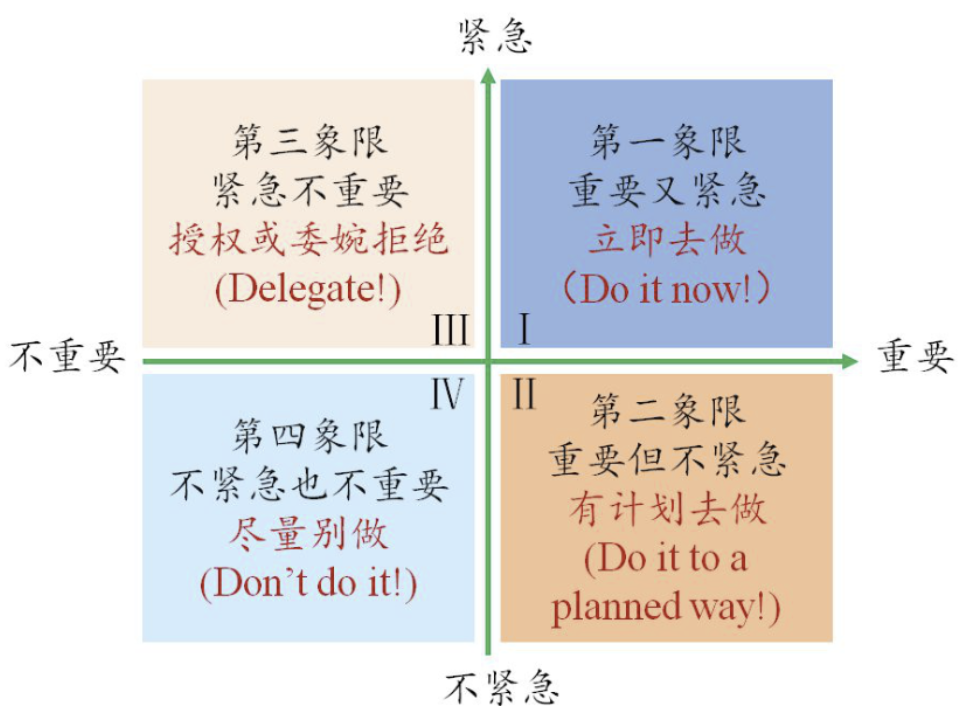 紧急
第三象限
紧急不重要
授权或委婉拒绝
(Delegate!)
III
第一象限
重要又紧急
立即去做
（Do it now!）
I
不重要
重要
IV
第四象限
不紧急也不重要
尽量别做
(Don't do it!)
II
第二象限
重要但不紧急
有计划去做
(Do it to a
planned way!)
不紧急